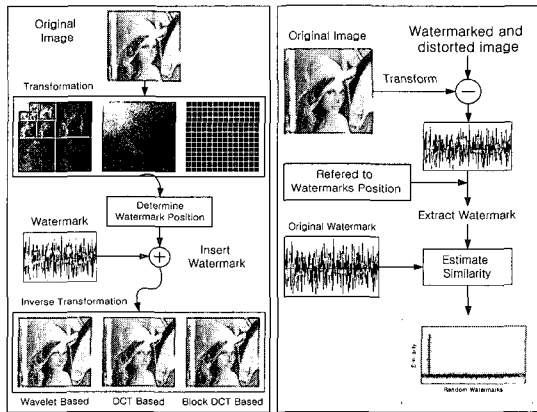 Original
Image
Transformation
Determine
Watermark Position
Watermark
Insert
Watermark
Inverse Transformation
Wavelet Based
DCT Based
Block DCT Based
Original Image
Watermarked and
distorted image
Transform
Refered to
Watermarks Position
Extract Watermark
Original Watermark
Estimate
Similarity
Similarity
Random Watermarks